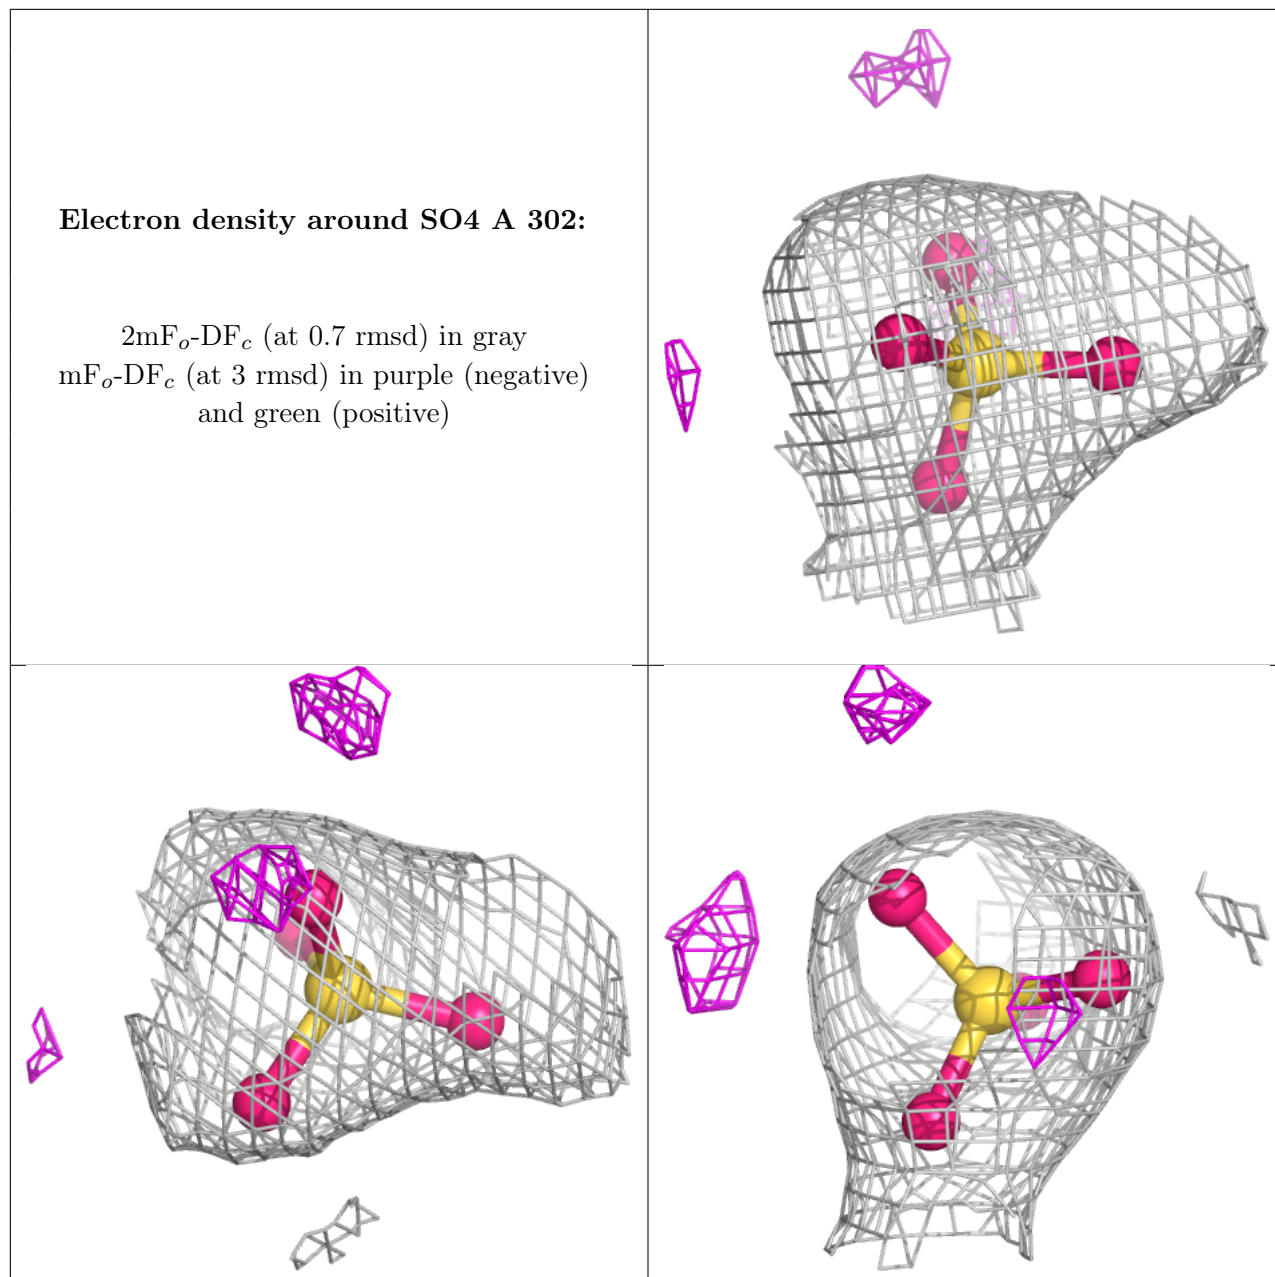 Electron density around SO4 A 302:
2mFo-DFc (at 0.7 rmsd) in gray
mFo-DFc (at 3 rmsd) in purple (negative)
and green (positive)